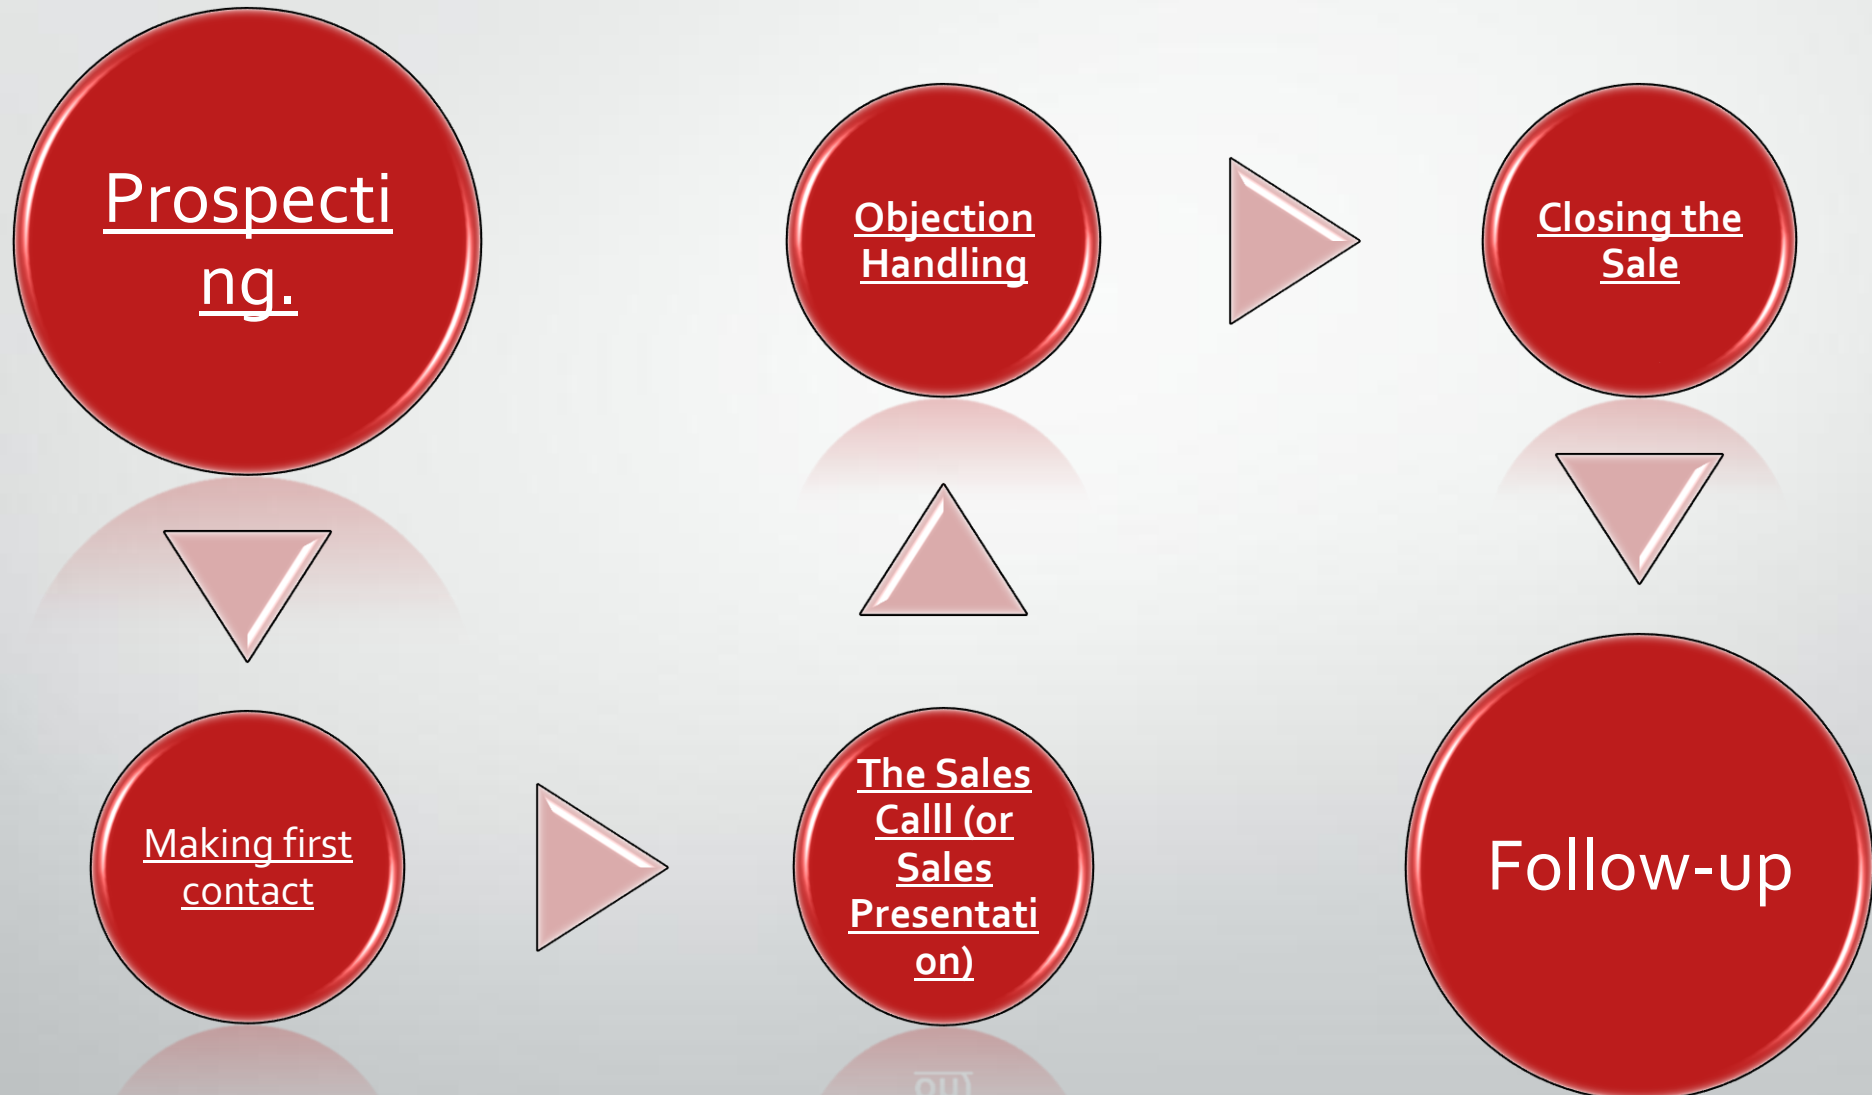 Prospecti
ng.
Making first
contact
The Sales
Calll (or
Sales
Presentati
on)
Objection
Handling
Closing the
Sale
Follow-up